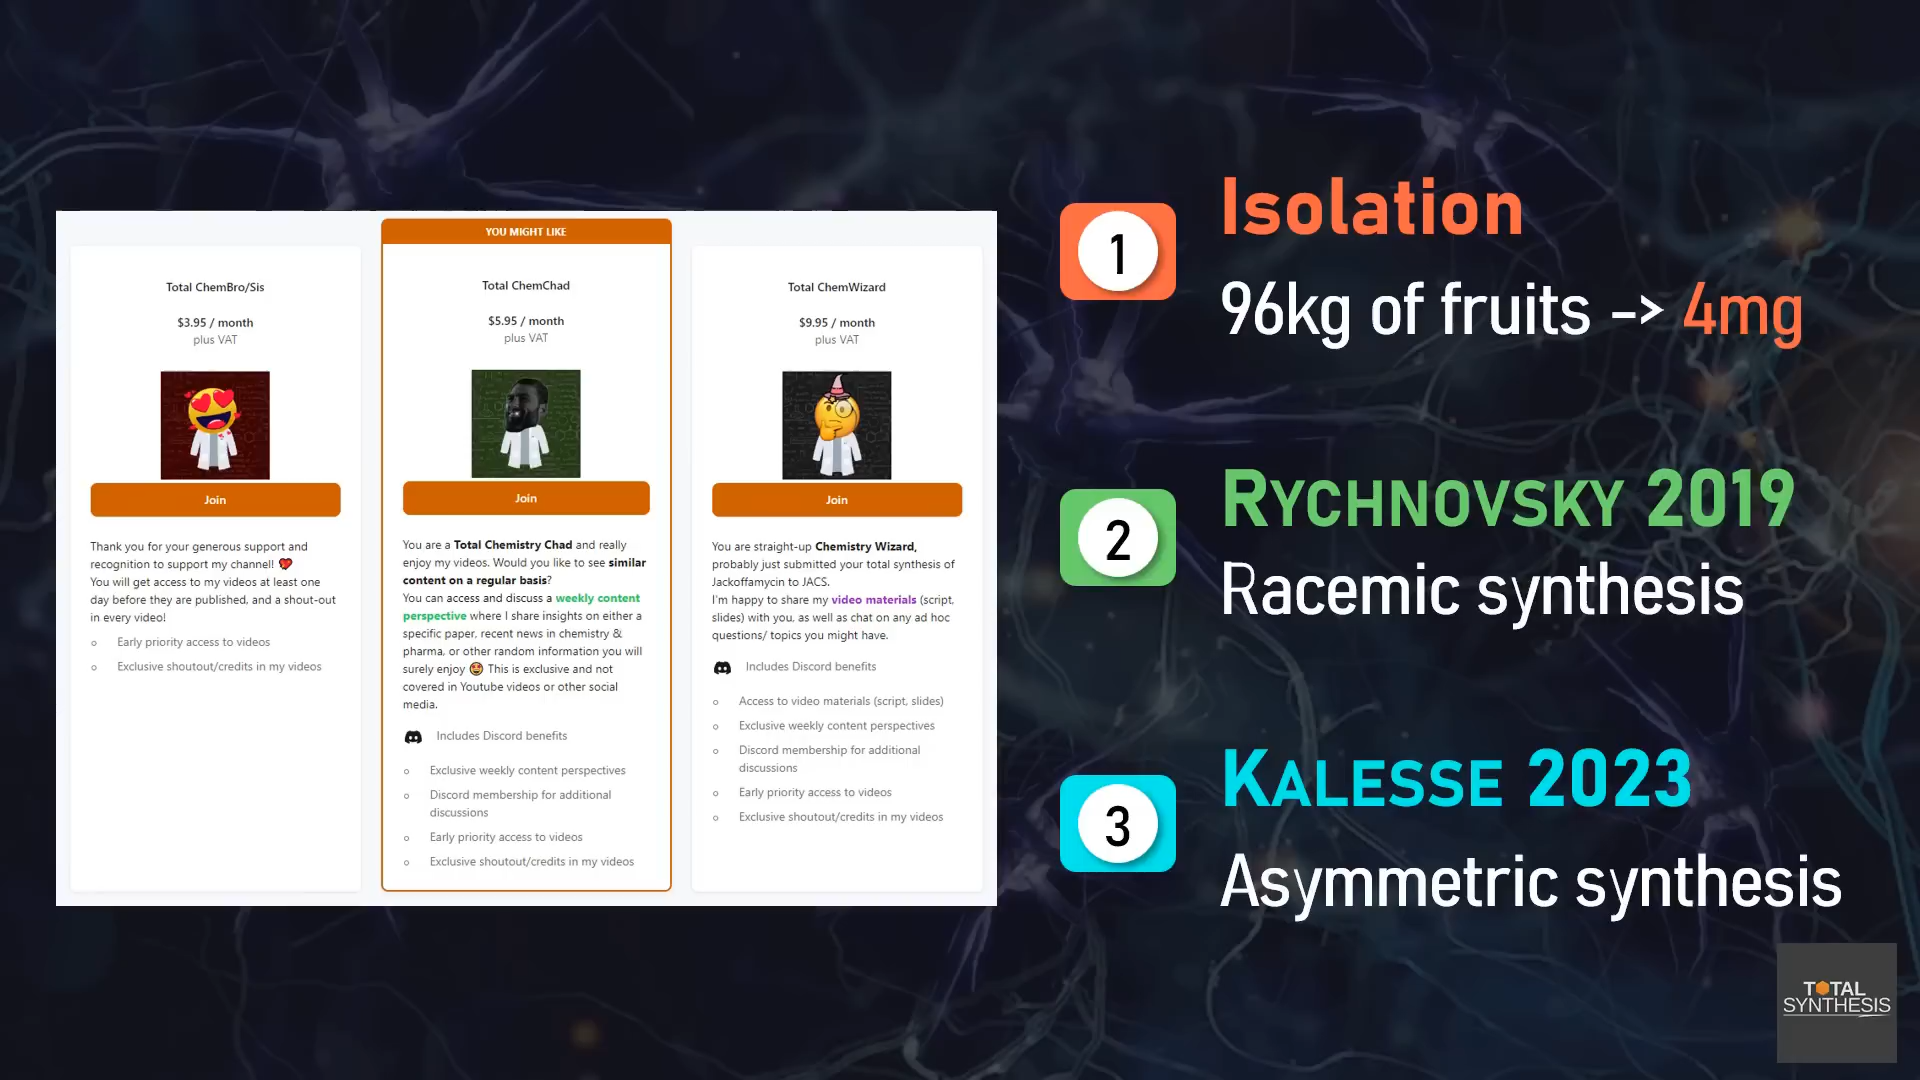 YOU MIGHT LIKE
Total ChemBro/Sis
$3.95 / month
plus VAT
Join
Thank you for your generous support and
recognition to support my channel! 💖
You will get access to my videos at least one
day before they are published, and a shout-out
in every video!
Early priority access to videos
Exclusive shoutout/credits in my videos
Total ChemChad
$5.95 / month
plus VAT
Join
You are a Total Chemistry Chad and really
enjoy my videos. Would you like to see similar
content on a regular basis?
You can access and discuss a weekly content
perspective where I share insights on either a
specific paper, recent news in chemistry &
pharma, or other random information you will
surely enjoy 🤩 This is exclusive and not
covered in Youtube videos or other social
media.
Includes Discord benefits
Exclusive weekly content perspectives
Discord membership for additional
discussions
Early priority access to videos
Exclusive shoutout/credits in my videos
Total ChemWizard
$9.95 / month
plus VAT
Join
You are straight-up Chemistry Wizard,
probably just submitted your total synthesis of
Jackoffamycin to JACS.
I'm happy to share my video materials (script,
slides) with you, as well as chat on any ad hoc
questions/ topics you might have.
Includes Discord benefits
Access to video materials (script, slides)
Exclusive weekly content perspectives
Discord membership for additional
discussions
Early priority access to videos
Exclusive shoutout/credits in my videos
1
Isolation
96kg of fruits -> 4mg
2
RYCHNOVSKY 2019
Racemic synthesis
3
KALESSE 2023
Asymmetric synthesis
TOTAL
SYNTHESIS